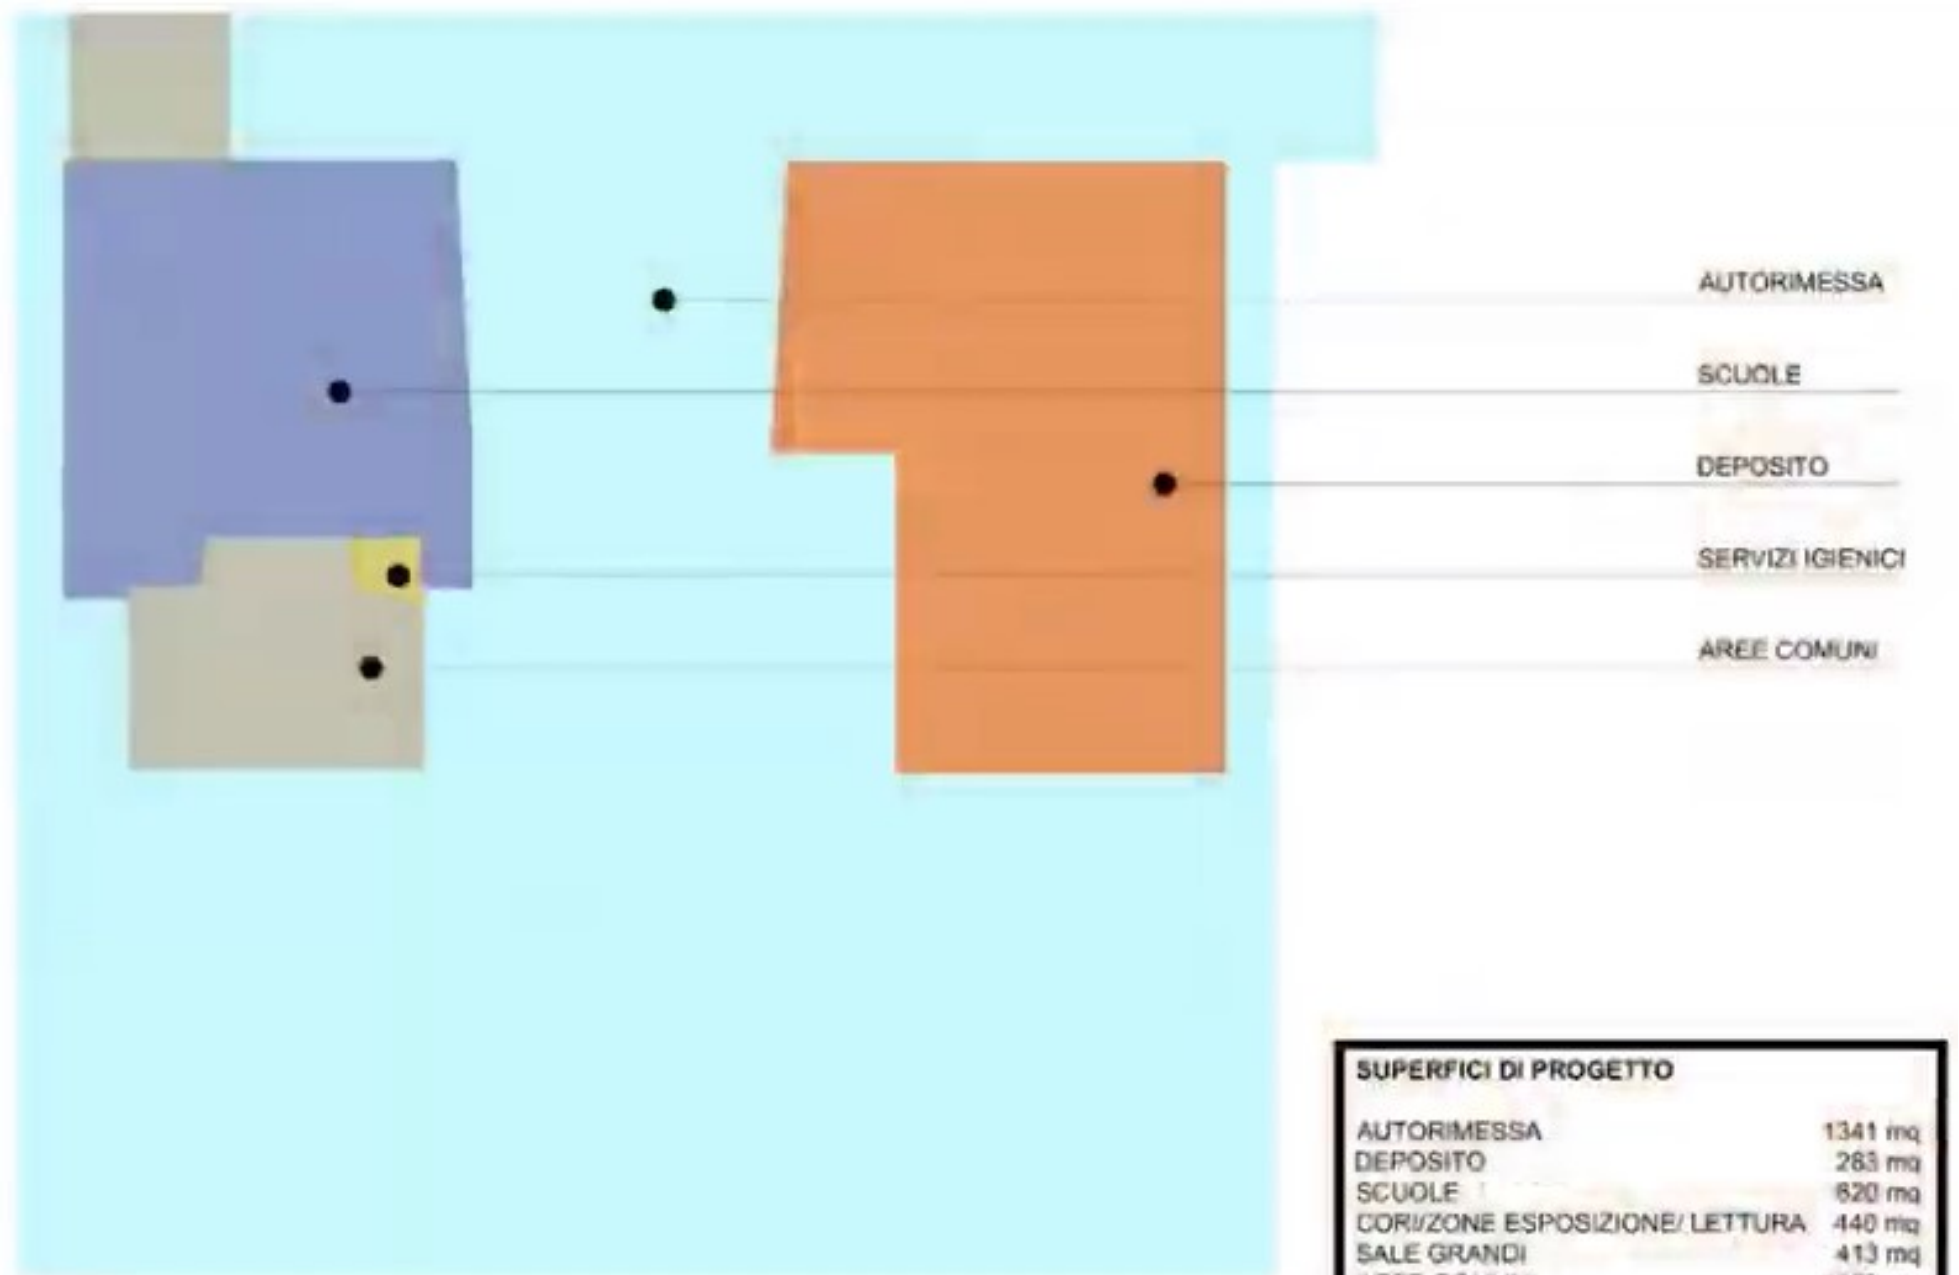 AUTORIMESSA
SCUOLE
DEPOSITO
SERVIZI IGIENICI
AREE COMUNI
SUPERFICI DI PROGETTO
AUTORIMESSA 1341 mq
DEPOSITO 283 mq
SCUOLE 620 mq
CORI/ZONE ESPOSIZIONE/ LETTURA 440 mq
SALE GRANDI 413 mq